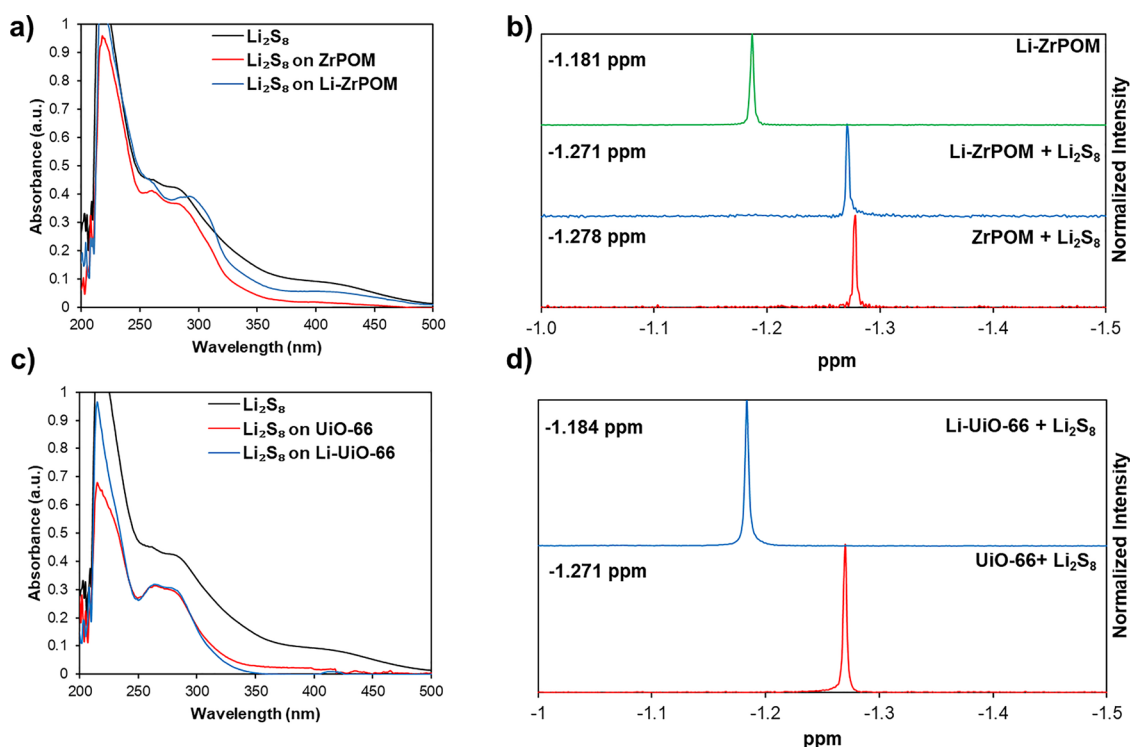 a)
Li₂S₈
Li₂S₈ on ZrPOM
Li₂S₈ on Li-ZrPOM
Absorbance (a.u.)
1
0.9
0.8
0.7
0.6
0.5
0.4
0.3
0.2
0.1
0
200 250 300 350 400 450 500
Wavelength (nm)
b)
-1.181 ppm
Li-ZrPOM
-1.271 ppm
Li-ZrPOM + Li₂S₈
-1.278 ppm
ZrPOM + Li₂S₈
Normalized Intensity
-1.0 -1.1 -1.2 -1.3 -1.4 -1.5
ppm
c)
Li₂S₈
Li₂S₈ on UiO-66
Li₂S₈ on Li-UiO-66
Absorbance (a.u.)
1
0.9
0.8
0.7
0.6
0.5
0.4
0.3
0.2
0.1
0
200 250 300 350 400 450 500
Wavelength (nm)
d)
-1.184 ppm
Li-UiO-66 + Li₂S₈
-1.271 ppm
UiO-66+ Li₂S₈
Normalized Intensity
-1 -1.1 -1.2 -1.3 -1.4 -1.5
ppm